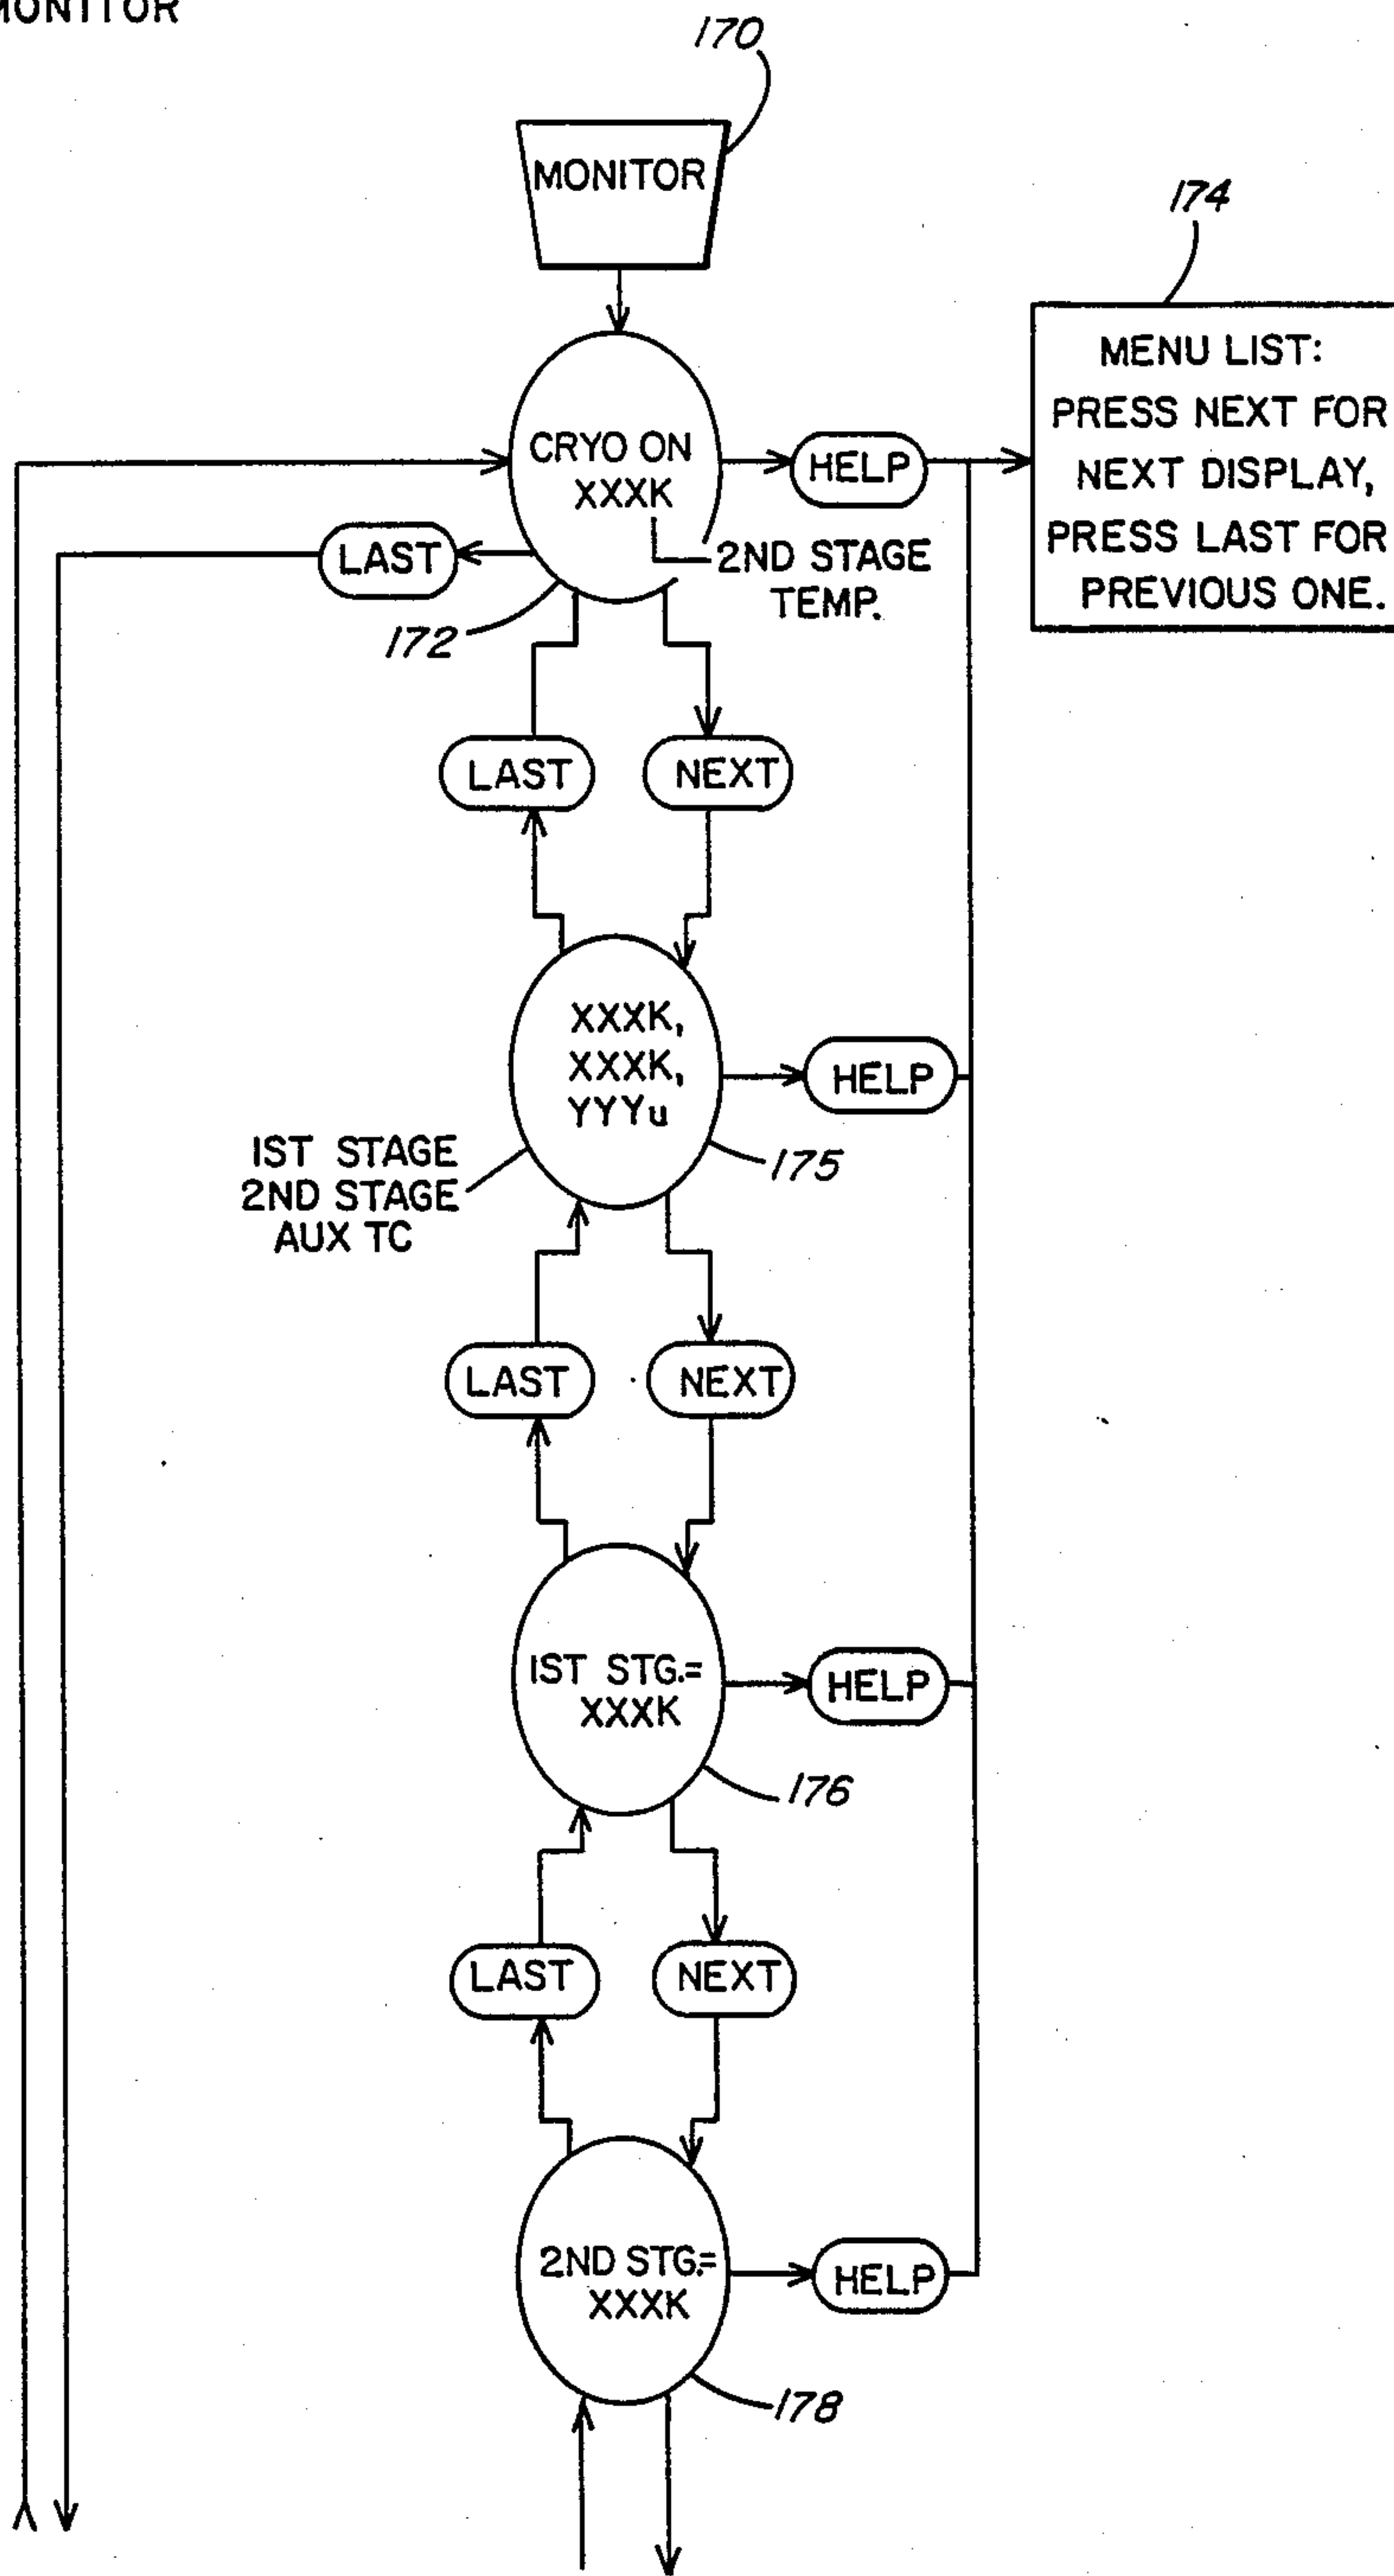 MONITOR
170
MONITOR
174
MENU LIST:
PRESS NEXT FOR
NEXT DISPLAY,
PRESS LAST FOR
PREVIOUS ONE.
CRYO ON
XXXK
HELP
LAST
2ND STAGE
TEMP.
172
LAST
NEXT
XXXK,
XXXK,
YYYu
HELP
1ST STAGE
2ND STAGE
AUX TC
175
LAST
NEXT
1ST STG.=
XXXK
HELP
176
LAST
NEXT
2ND STG.=
XXXK
HELP
178